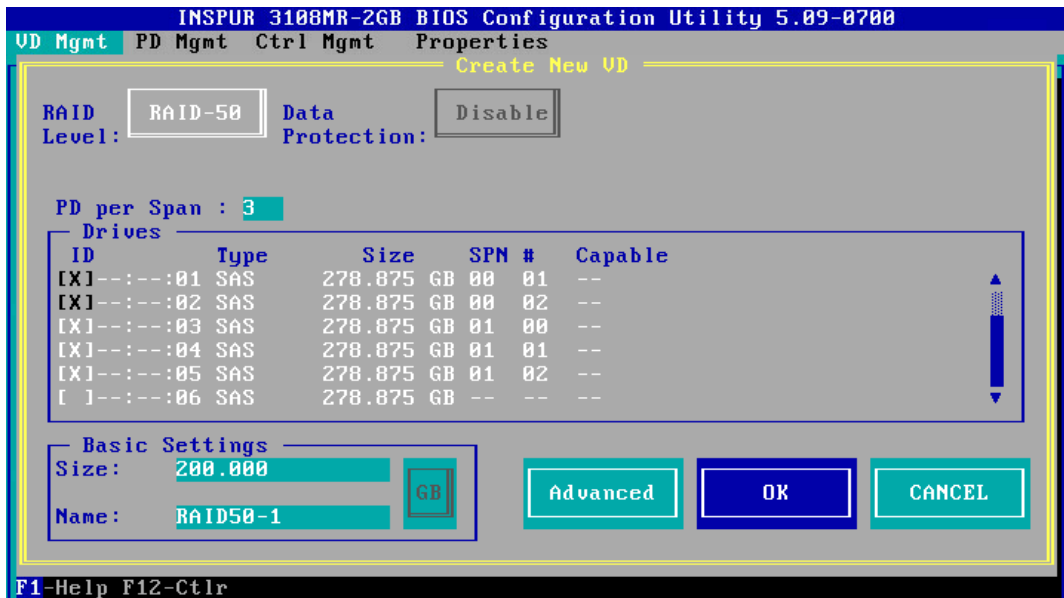 INSPUR 3108MR-2GB BIOS Configuration Utility 5.09-0700
VD Mgmt PD Mgmt Ctrl Mgmt Properties
Create New VD
RAID Level: RAID-50 Data Protection: Disable
PD per Span : 3
Drives
ID Type Size SPN # Capable
[X]--:--:01 SAS 278.875 GB 00 01 --
[X]--:--:02 SAS 278.875 GB 00 02 --
[X]--:--:03 SAS 278.875 GB 01 00 --
[X]--:--:04 SAS 278.875 GB 01 01 --
[X]--:--:05 SAS 278.875 GB 01 02 --
[ ]--:--:06 SAS 278.875 GB -- -- --
Basic Settings
Size: 200.000 GB
Name: RAID50-1
Advanced OK CANCEL
F1-Help F12-Ctlr